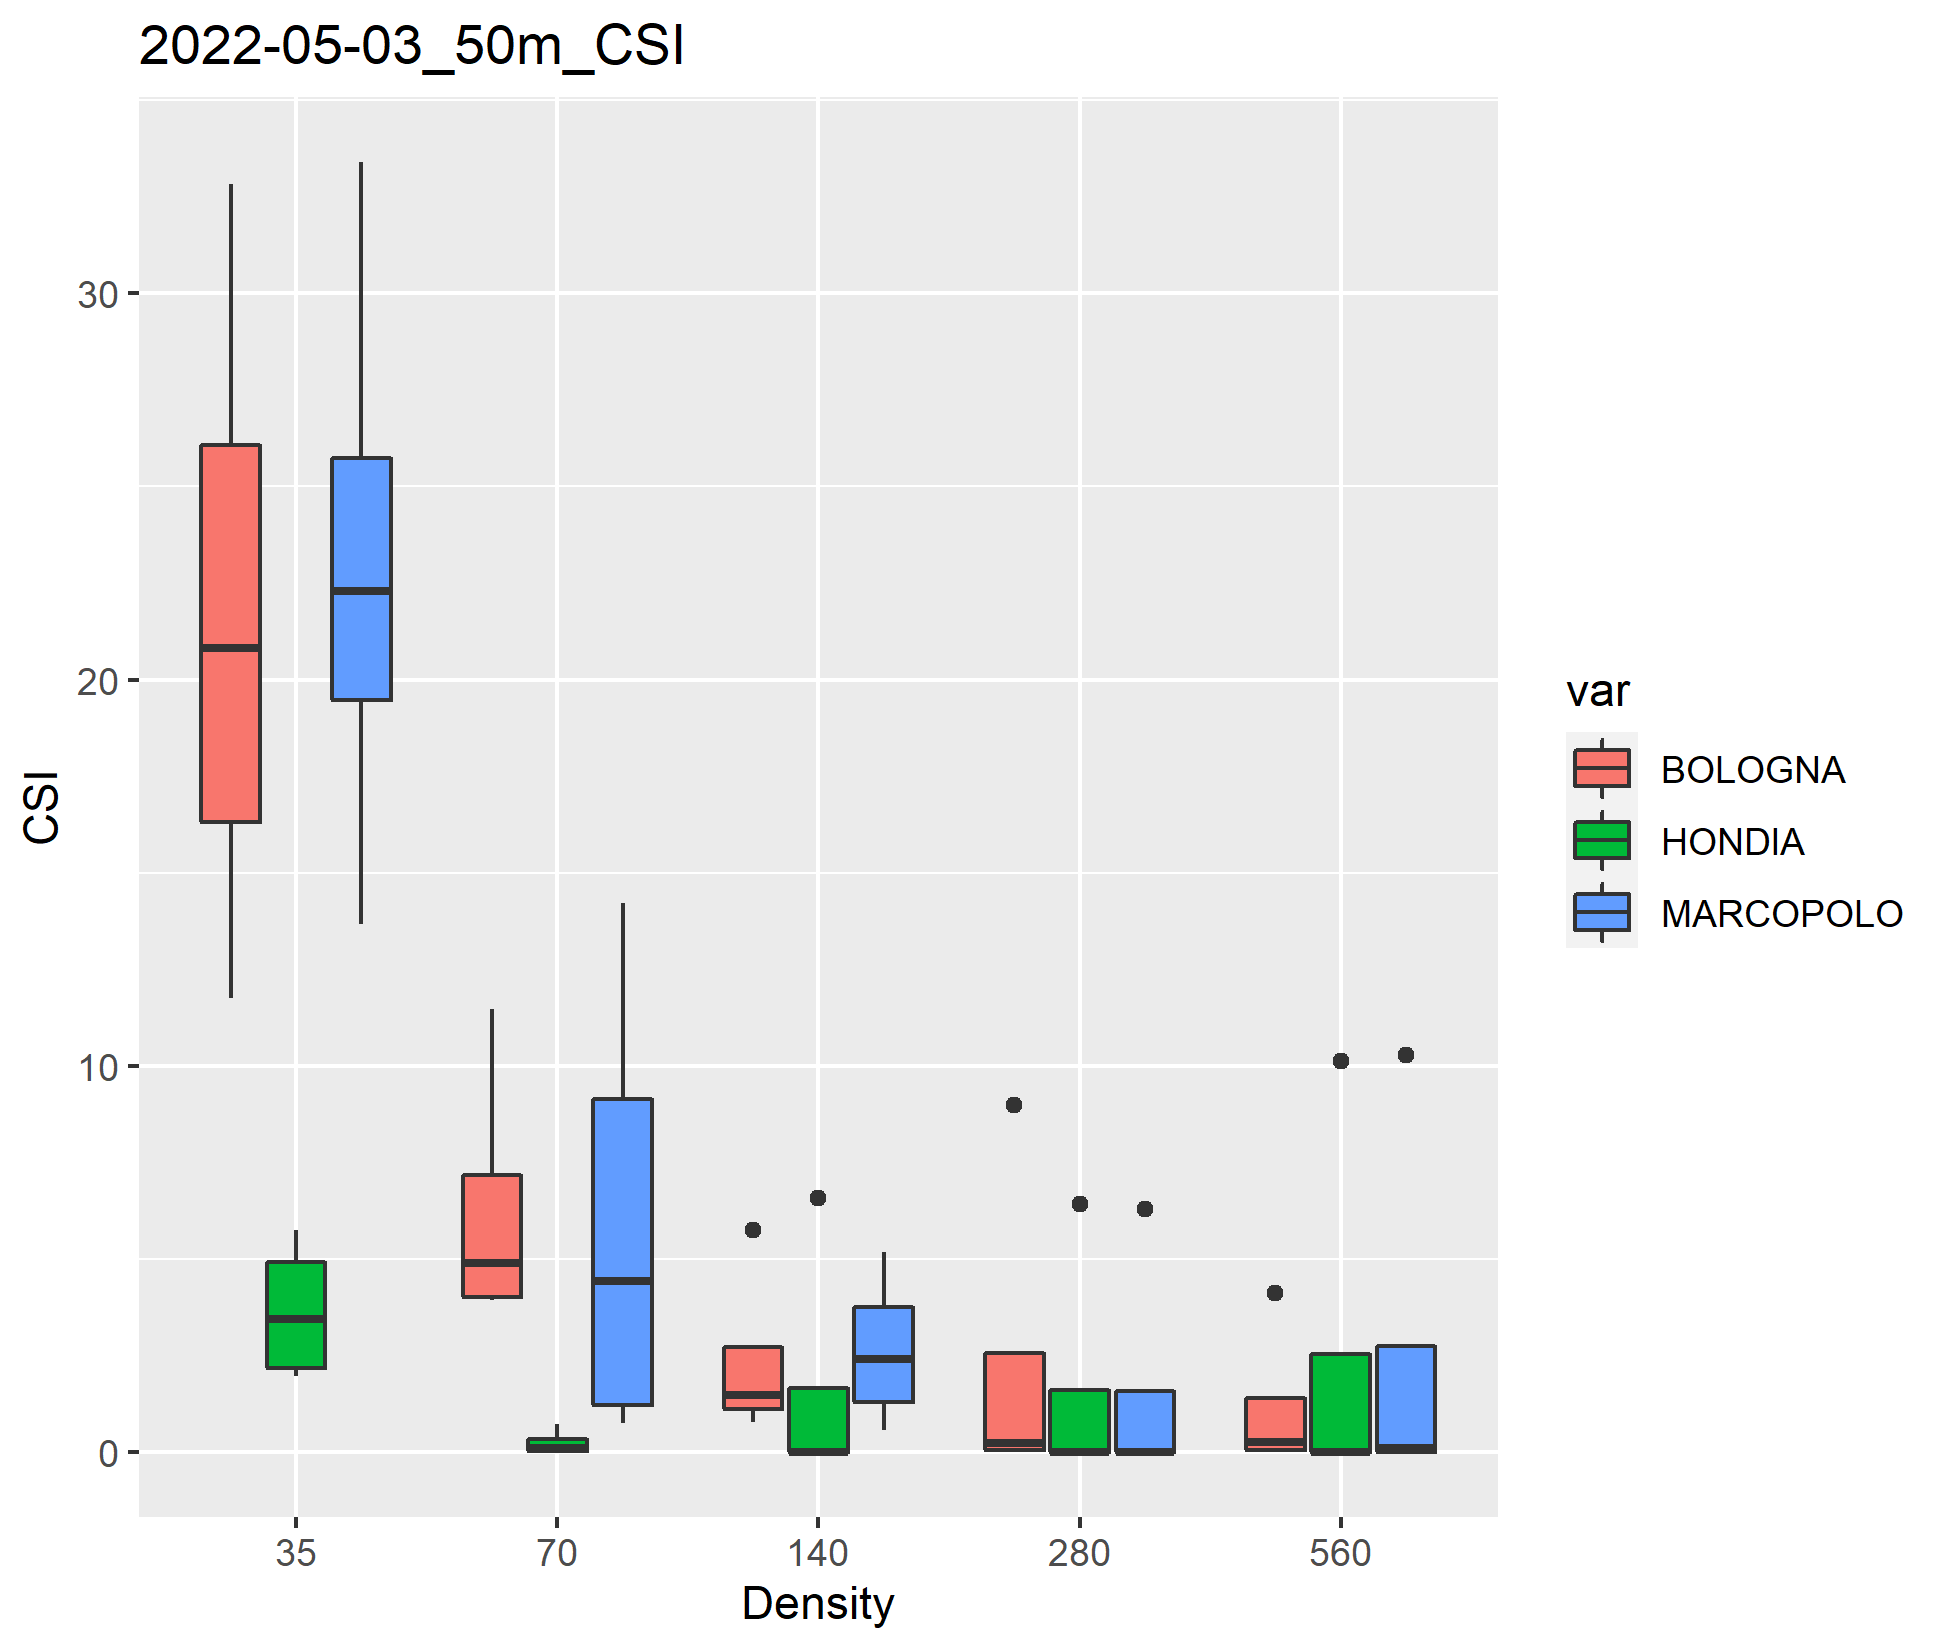 2022-05-03_50m_CSI
30
20
10
0
CSI
35 70 140 280 560
Density
var
BOLOGNA
HONDIA
MARCOPOLO